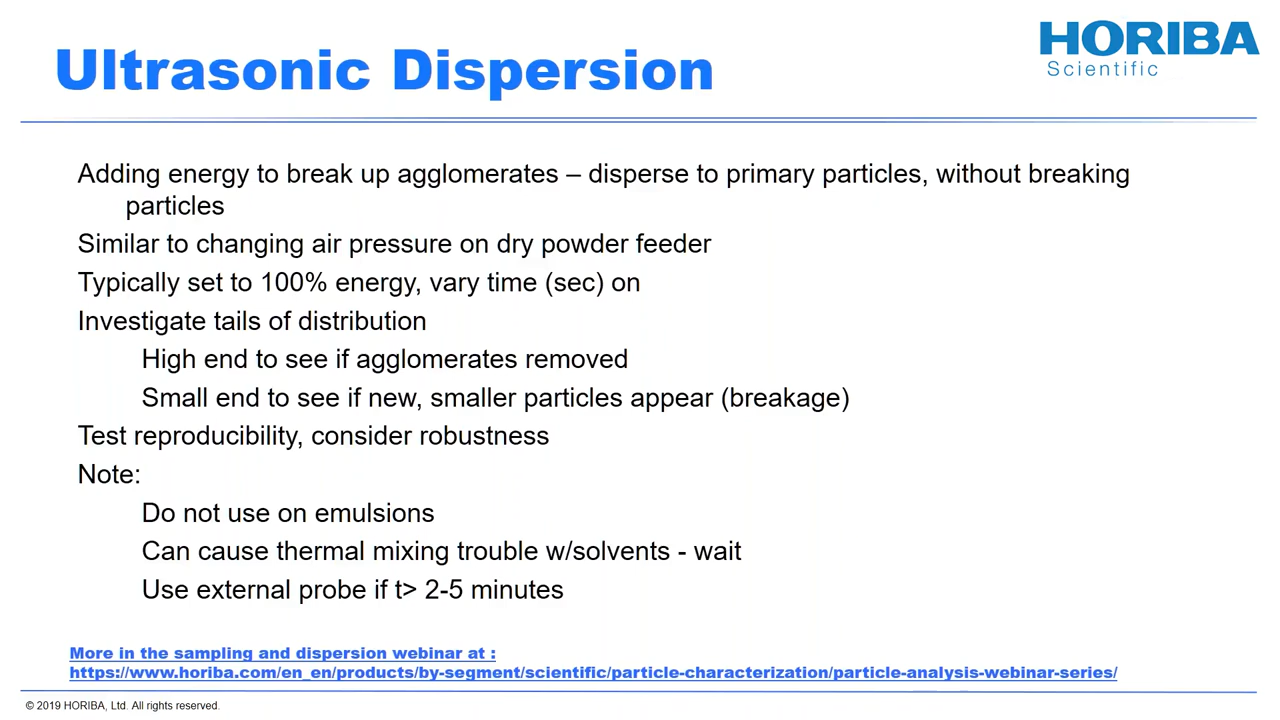 HORIBA
Scientific
Ultrasonic Dispersion
Adding energy to break up agglomerates – disperse to primary particles, without breaking
particles
Similar to changing air pressure on dry powder feeder
Typically set to 100% energy, vary time (sec) on
Investigate tails of distribution
High end to see if agglomerates removed
Small end to see if new, smaller particles appear (breakage)
Test reproducibility, consider robustness
Note:
Do not use on emulsions
Can cause thermal mixing trouble w/solvents - wait
Use external probe if t> 2-5 minutes
More in the sampling and dispersion webinar at :
https://www.horiba.com/en_en/products/by-segment/scientific/particle-characterization/particle-analysis-webinar-series/
© 2019 HORIBA, Ltd. All rights reserved.